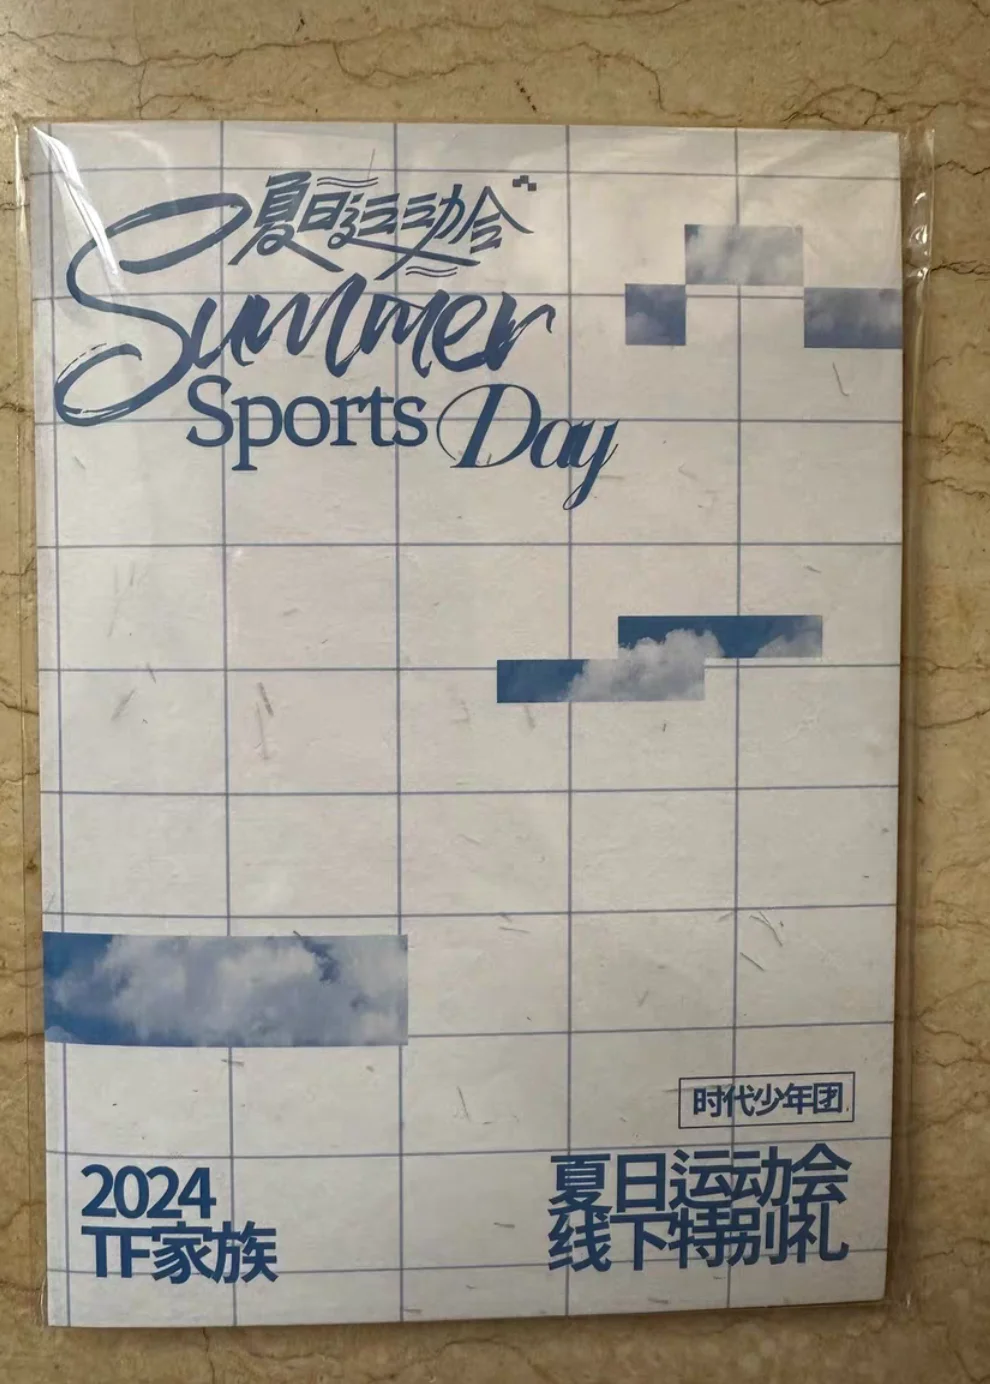 夏日运动会
Summer
Sports Day
时代少年团
2024
TF家族
夏日运动会
线下特别礼